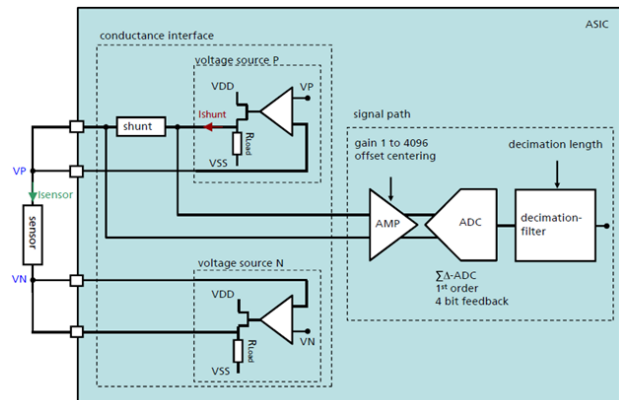 ASIC
conductance interface
voltage source P
VDD
VP
Ishunt
shunt
RLoad
VSS
signal path
gain 1 to 4096
offset centering
decimation length
VP
Isensor
sensor
AMP
ADC
decimation-
filter
VN
voltage source N
∑Δ-ADC
1st order
4 bit feedback
VDD
VN
RLoad
VSS